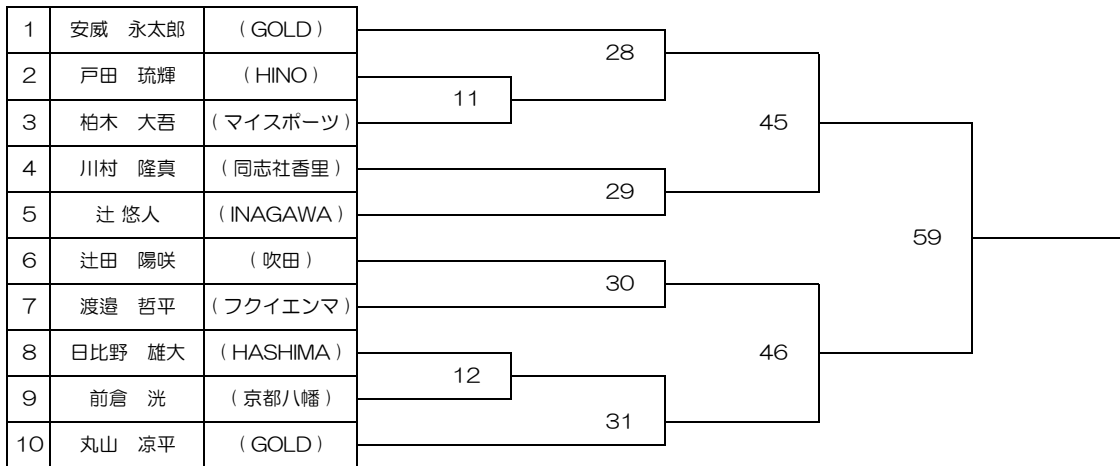 1 安威　永太郎 （GOLD）
28
2 戸田　琉輝 （HINO）
11
3 柏木　大吾 （マイスポーツ）
45
4 川村　隆真 （同志社香里）
29
5 辻 悠人 （INAGAWA）
59
6 辻田　陽咲 （吹田）
30
7 渡邉　哲平 （フクイエンマ）
8 日比野　雄大 （HASHIMA）
46
12
9 前倉　洸 （京都八幡）
31
10 丸山　凉平 （GOLD）